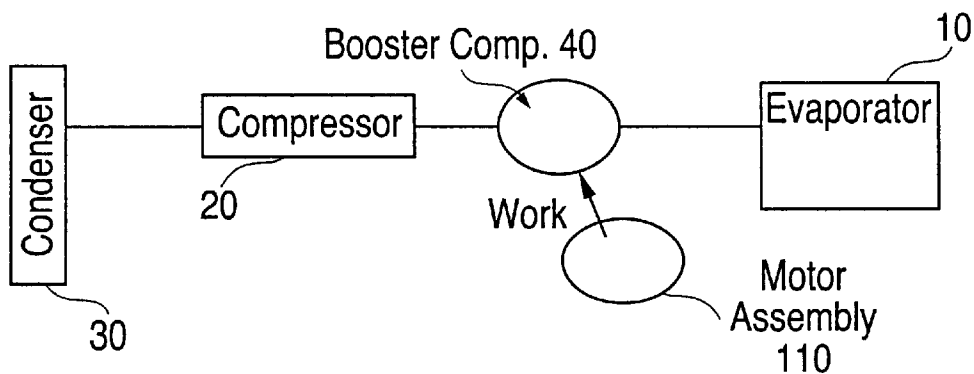 10
Booster Comp. 40
Evaporator
Compressor
Condenser
20
Work
30
Motor
Assembly
110